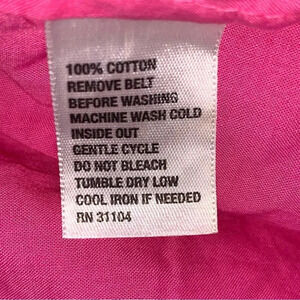 100% COTTON
REMOVE BELT
BEFORE WASHING
MACHINE WASH COLD
INSIDE OUT
GENTLE CYCLE
DO NOT BLEACH
TUMBLE DRY LOW
COOL IRON IF NEEDED
RN 31104